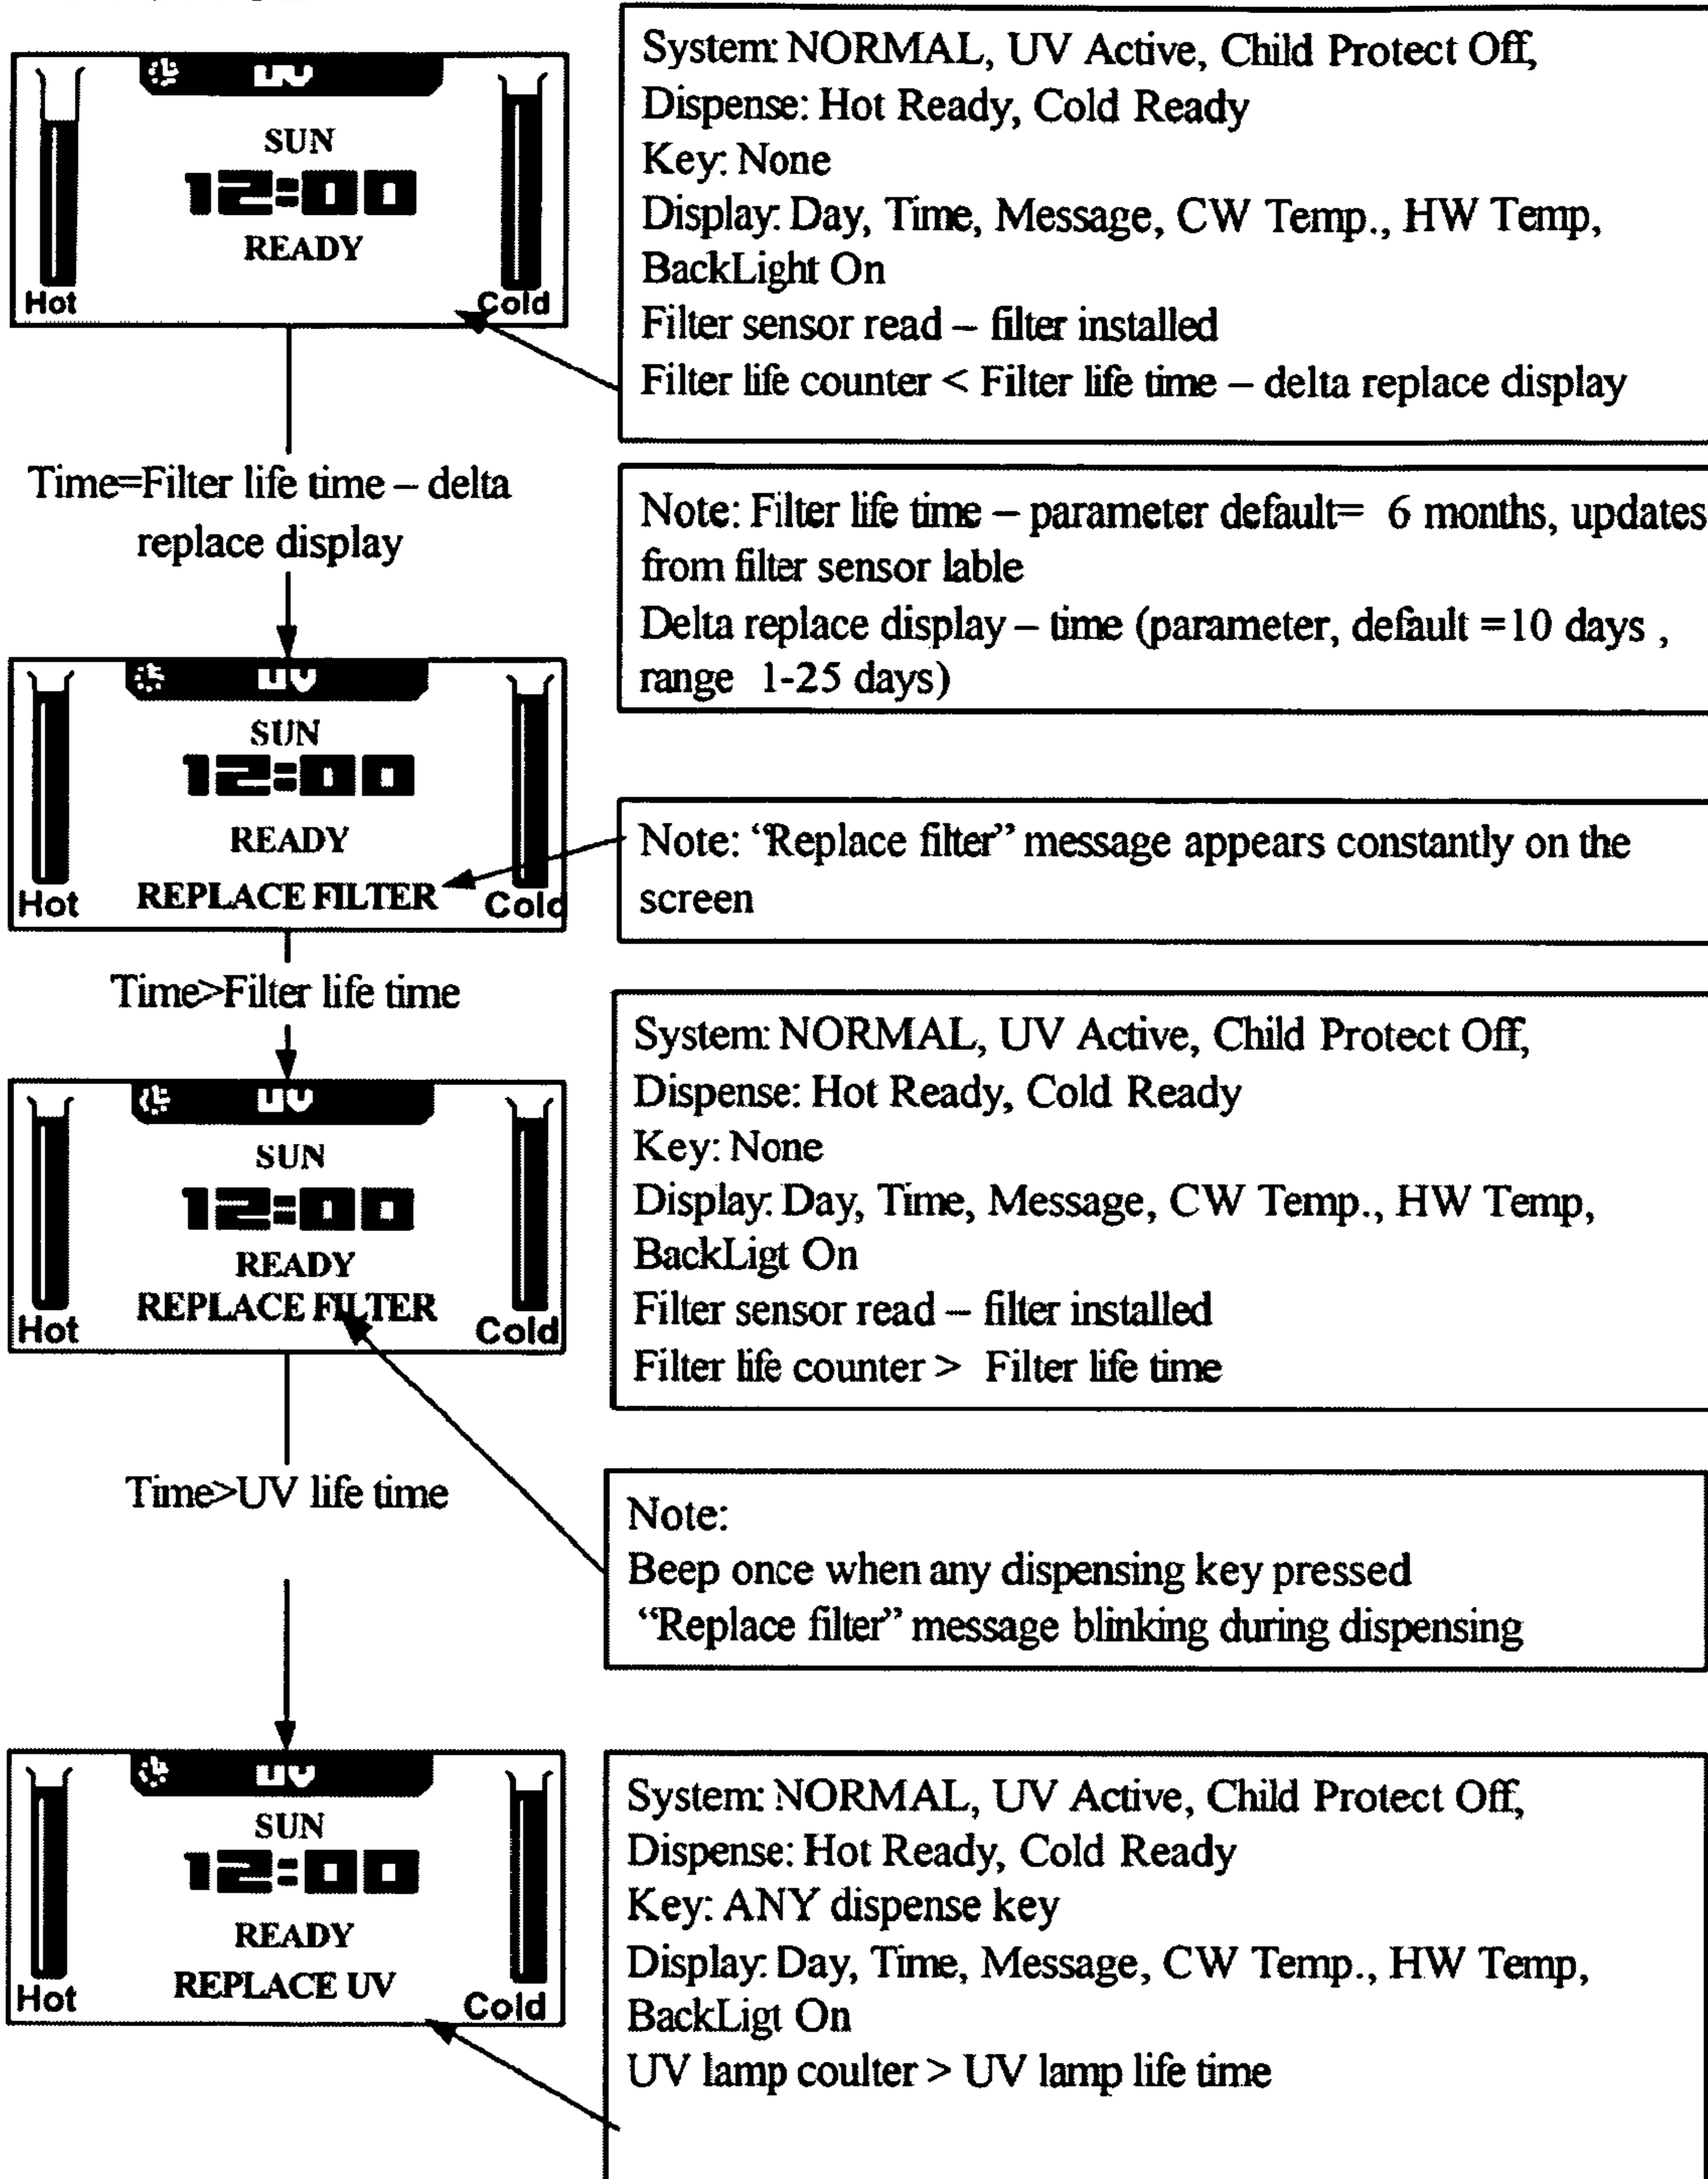 UV
SUN
12:00
READY
Hot
Cold
System: NORMAL, UV Active, Child Protect Off,
Dispense: Hot Ready, Cold Ready
Key: None
Display: Day, Time, Message, CW Temp., HW Temp,
BackLight On
Filter sensor read – filter installed
Filter life counter < Filter life time – delta replace display
Time=Filter life time – delta
replace display
Note: Filter life time – parameter default= 6 months, updates
from filter sensor lable
Delta replace display – time (parameter, default =10 days ,
range 1-25 days)
UV
SUN
12:00
READY
REPLACE FILTER
Hot
Cold
Note: “Replace filter” message appears constantly on the
screen
Time>Filter life time
UV
SUN
12:00
READY
REPLACE FILTER
Hot
Cold
System: NORMAL, UV Active, Child Protect Off,
Dispense: Hot Ready, Cold Ready
Key: None
Display: Day, Time, Message, CW Temp., HW Temp,
BackLigt On
Filter sensor read – filter installed
Filter life counter > Filter life time
Time>UV life time
Note:
Beep once when any dispensing key pressed
“Replace filter” message blinking during dispensing
UV
SUN
12:00
READY
REPLACE UV
Hot
Cold
System: NORMAL, UV Active, Child Protect Off,
Dispense: Hot Ready, Cold Ready
Key: ANY dispense key
Display: Day, Time, Message, CW Temp., HW Temp,
BackLigt On
UV lamp coulter > UV lamp life time